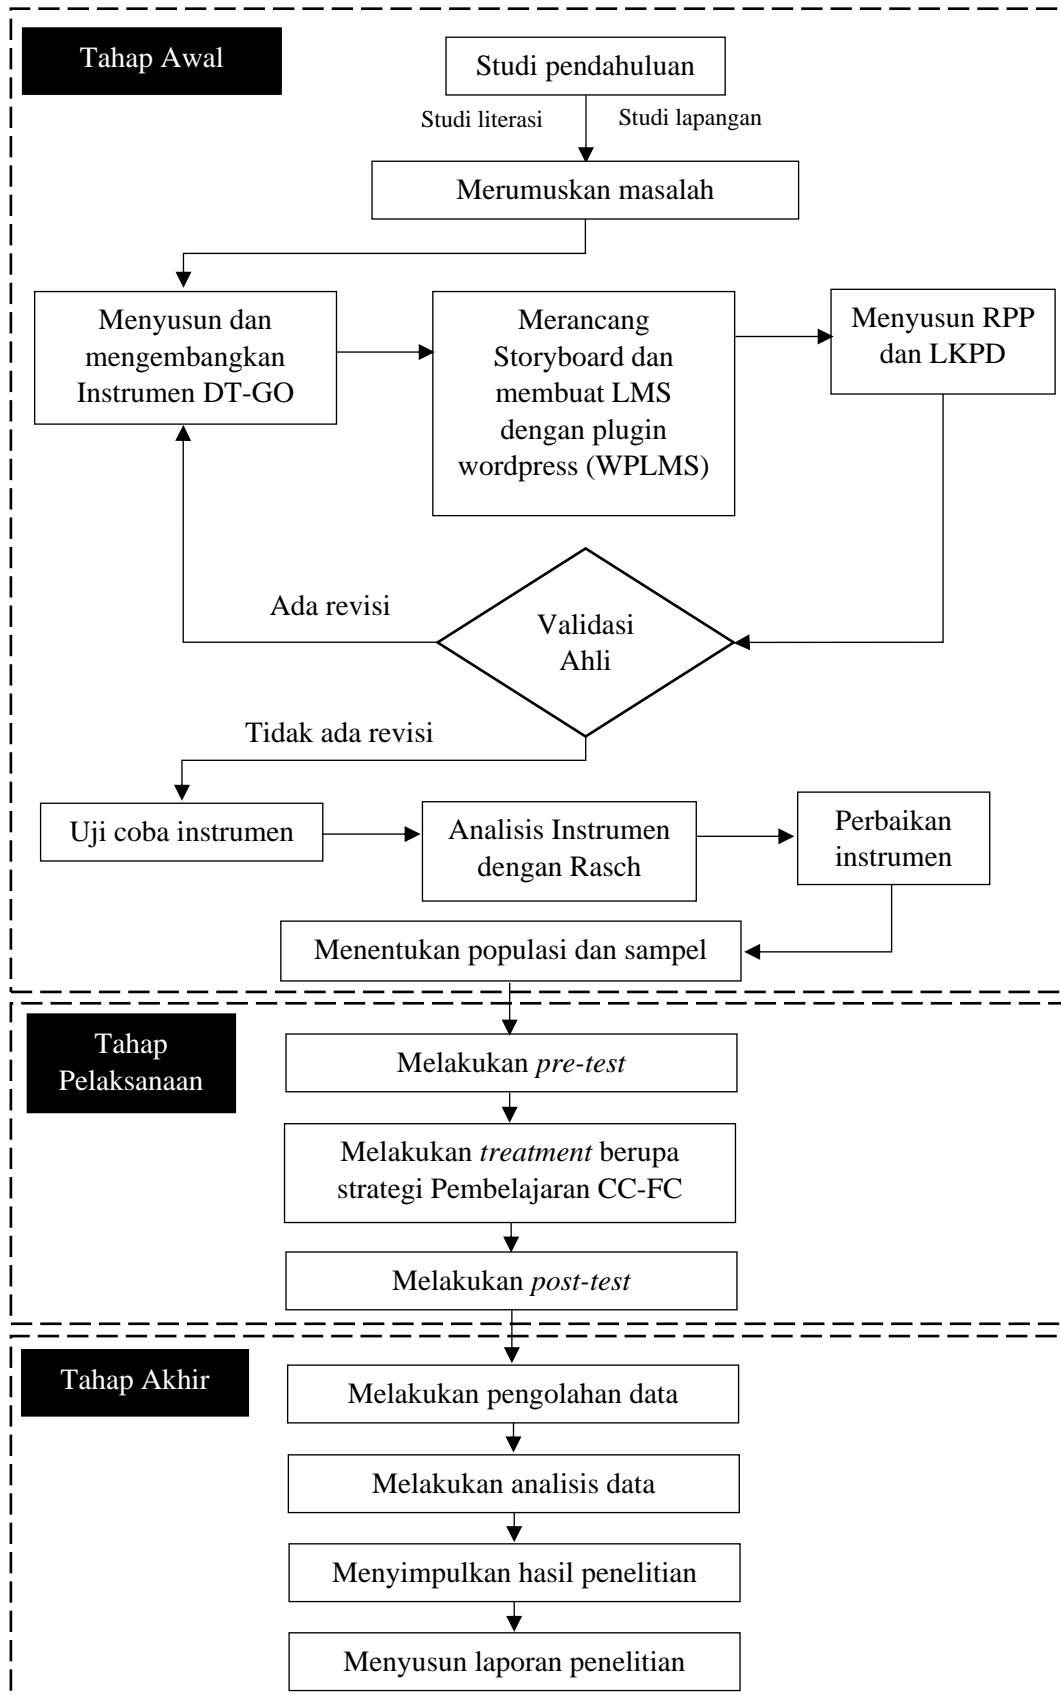 Tahap Awal
Studi pendahuluan
Studi literasi
Studi lapangan
Merumuskan masalah
Menyusun dan
mengembangkan
Instrumen DT-GO
Merancang
Storyboard dan
membuat LMS
dengan plugin
wordpress (WPLMS)
Menyusun RPP
dan LKPD
Ada revisi
Validasi
Ahli
Tidak ada revisi
Uji coba instrumen
Analisis Instrumen
dengan Rasch
Perbaikan
instrumen
Menentukan populasi dan sampel
Tahap
Pelaksanaan
Melakukan pre-test
Melakukan treatment berupa
strategi Pembelajaran CC-FC
Melakukan post-test
Tahap Akhir
Melakukan pengolahan data
Melakukan analisis data
Menyimpulkan hasil penelitian
Menyusun laporan penelitian